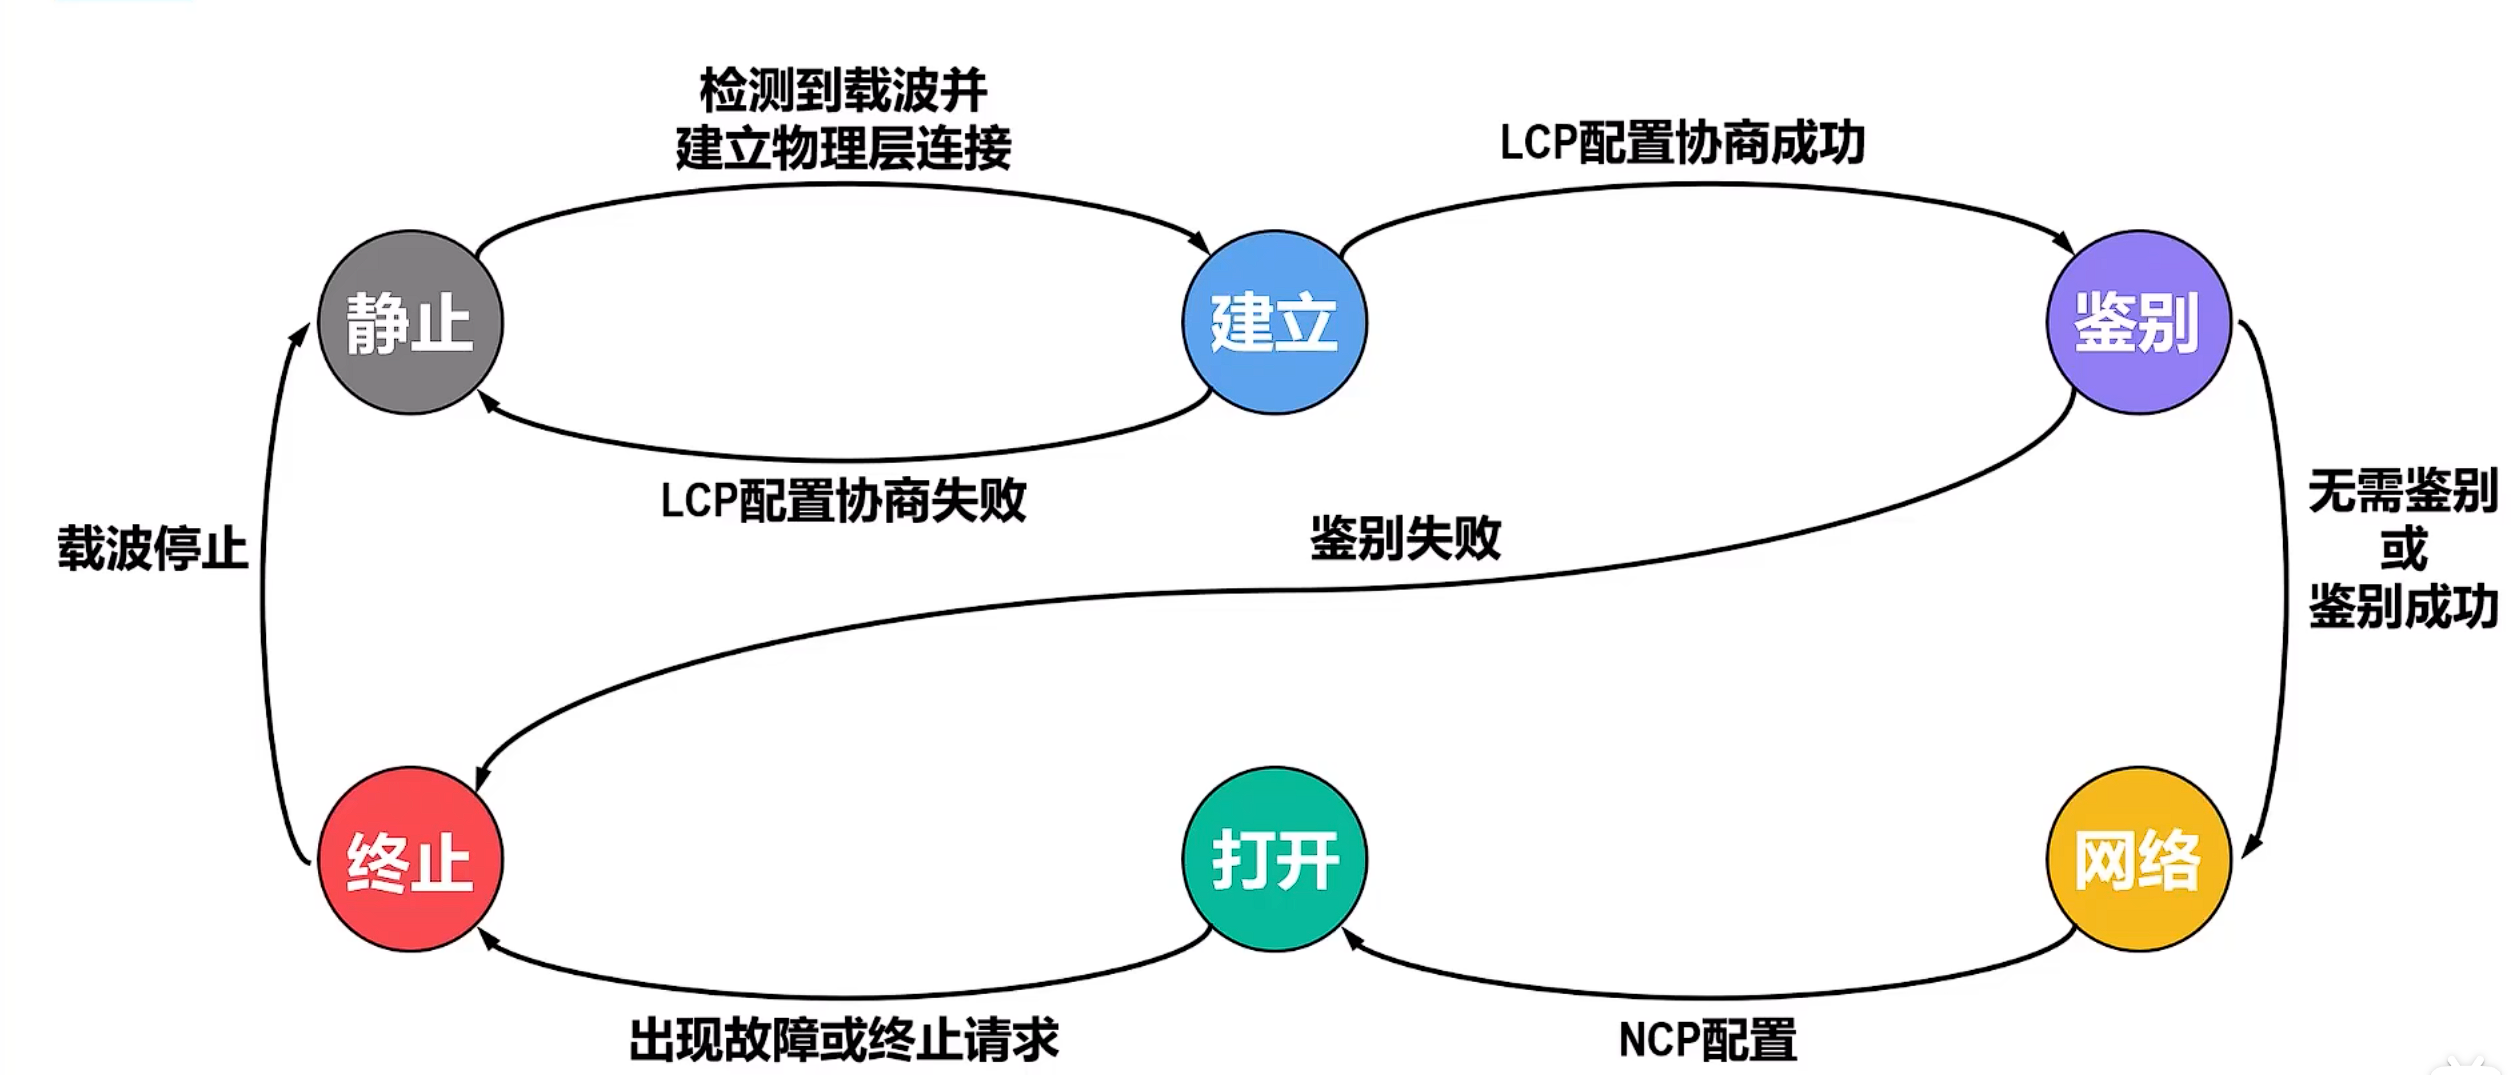 检测到载波并
建立物理层连接
LCP配置协商成功
静止
建立
鉴别
LCP配置协商失败
载波停止
鉴别失败
无需鉴别
或
鉴别成功
终止
打开
网络
出现故障或终止请求
NCP配置